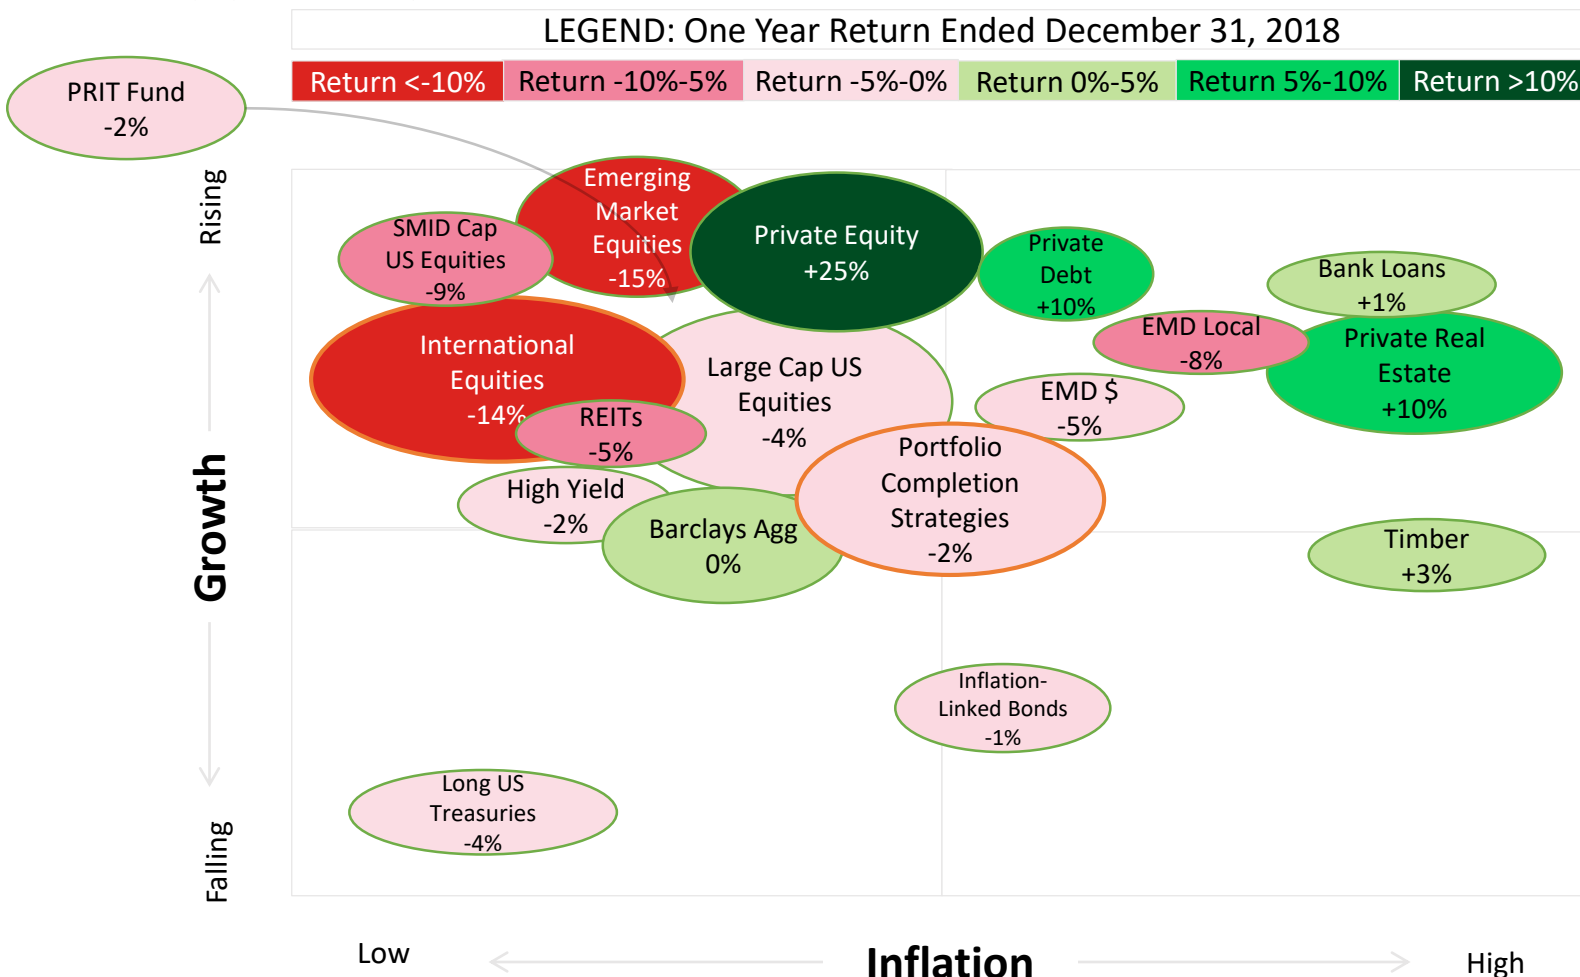 LEGEND: One Year Return Ended December 31, 2018
Return <-10%
Return -10%-5%
Return -5%-0%
Return 0%-5%
Return 5%-10%
Return >10%
PRIT Fund
-2%
Rising
Growth
Falling
Emerging
Market
Equities
-15%
SMID Cap
US Equities
-9%
Private Equity
+25%
Private
Debt
+10%
Bank Loans
+1%
EMD Local
-8%
Private Real
Estate
+10%
International
Equities
-14%
Large Cap US
Equities
-4%
REITs
-5%
EMD $
-5%
Portfolio
Completion
Strategies
-2%
High Yield
-2%
Barclays Agg
0%
Timber
+3%
Inflation-
Linked Bonds
-1%
Long US
Treasuries
-4%
Low
Inflation
High